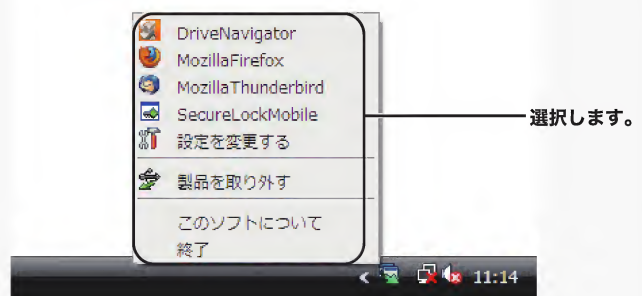 DriveNavigator
MozillaFirefox
MozillaThunderbird
SecureLockMobile
選択します。
設定を変更する
製品を取り外す
このソフトについて
終了
11:14